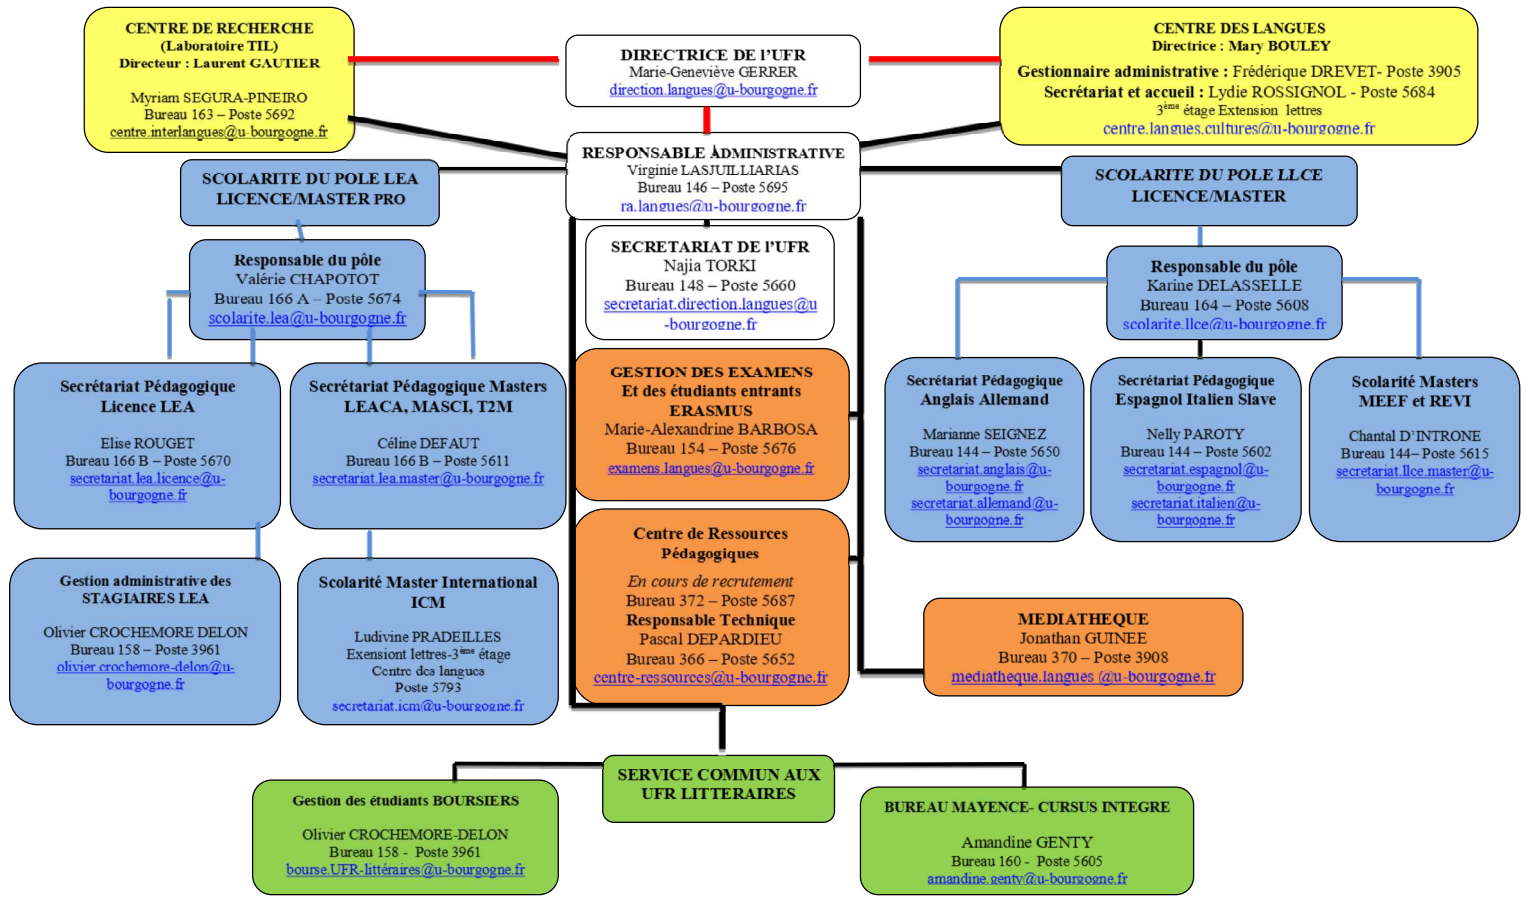 CENTRE DE RECHERCHE
(Laboratoire TIL)
Directeur : Laurent GAUTIER
Myriam SEGURA-PINEIRO
Bureau 163 – Poste 5692
centre.interlangues@u-bourgogne.fr
DIRECTRICE DE l'UFR
Marie-Geneviève GERRER
direction.langues@u-bourgogne.fr
CENTRE DES LANGUES
Directrice : Mary BOULEY
Gestionnaire administrative : Frédérique DREVET- Poste 3905
Secrétariat et accueil : Lydie ROSSIGNOL - Poste 5684
3ème étage Extension lettres
centre.langues.cultures@u-bourgogne.fr
RESPONSABLE ADMINISTRATIVE
Virginie LASJUILLIARIAS
Bureau 146 – Poste 5695
ra.langues@u-bourgogne.fr
SCOLARITE DU POLE LEA
LICENCE/MASTER PRO
SCOLARITE DU POLE LLCE
LICENCE/MASTER
Responsable du pôle
Valérie CHAPOTOT
Bureau 166 A – Poste 5674
scolarite.lea@u-bourgogne.fr
SECRETARIAT DE l'UFR
Najia TORKI
Bureau 148 – Poste 5660
secretariat.direction.langues@u
-bourgogne.fr
Responsable du pôle
Karine DELASSELLE
Bureau 164 – Poste 5608
scolarite.llce@u-bourgogne.fr
Secrétariat Pédagogique
Licence LEA
Elise ROUGET
Bureau 166 B – Poste 5670
secretariat.lea.licence@u-
bourgogne.fr
Secrétariat Pédagogique Masters
LEACA, MASCI, T2M
Céline DEFAUT
Bureau 166 B – Poste 5611
secretariat.lea.master@u-bourgogne.fr
GESTION DES EXAMENS
Et des étudiants entrants
ERASMUS
Marie-Alexandrine BARBOSA
Bureau 154 – Poste 5676
examens.langues@u-bourgogne.fr
Secrétariat Pédagogique
Anglais Allemand
Marianne SEIGNEZ
Bureau 144 – Poste 5650
secretariat.anglais@u-
bourgogne.fr
secretariat.allemand@u-
bourgogne.fr
Secrétariat Pédagogique
Espagnol Italien Slave
Nelly PAROTY
Bureau 144 – Poste 5602
secretariat.espagnol@u-
bourgogne.fr
secretariat.italien@u-
bourgogne.fr
Scolarité Masters
MEEF et REVI
Chantal D'INTRONE
Bureau 144– Poste 5615
secretariat.llce.master@u-
bourgogne.fr
Gestion administrative des
STAGIAIRES LEA
Olivier CROCHEMORE DELON
Bureau 158 – Poste 3961
olivier.crochemore-delon@u-
bourgogne.fr
Scolarité Master International
ICM
Ludivine PRADEILLES
Exensiont lettres-3ème étage
Centre des langues
Poste 5793
secretariat.icm@u-bourgogne.fr
Centre de Ressources
Pédagogiques
En cours de recrutement
Bureau 372 – Poste 5687
Responsable Technique
Pascal DEPARDIEU
Bureau 366 – Poste 5652
centre-ressources@u-bourgogne.fr
MEDIATHEQUE
Jonathan GUINEE
Bureau 370 – Poste 3908
mediatheque.langues @u-bourgogne.fr
SERVICE COMMUN AUX
UFR LITTERAIRES
Gestion des étudiants BOURSIERS
Olivier CROCHEMORE-DELON
Bureau 158 - Poste 3961
bourse.UFR-littéraires@u-bourgogne.fr
BUREAU MAYENCE- CURSUS INTEGRE
Amandine GENTY
Bureau 160 - Poste 5605
amandine.genty@u-bourgogne.fr